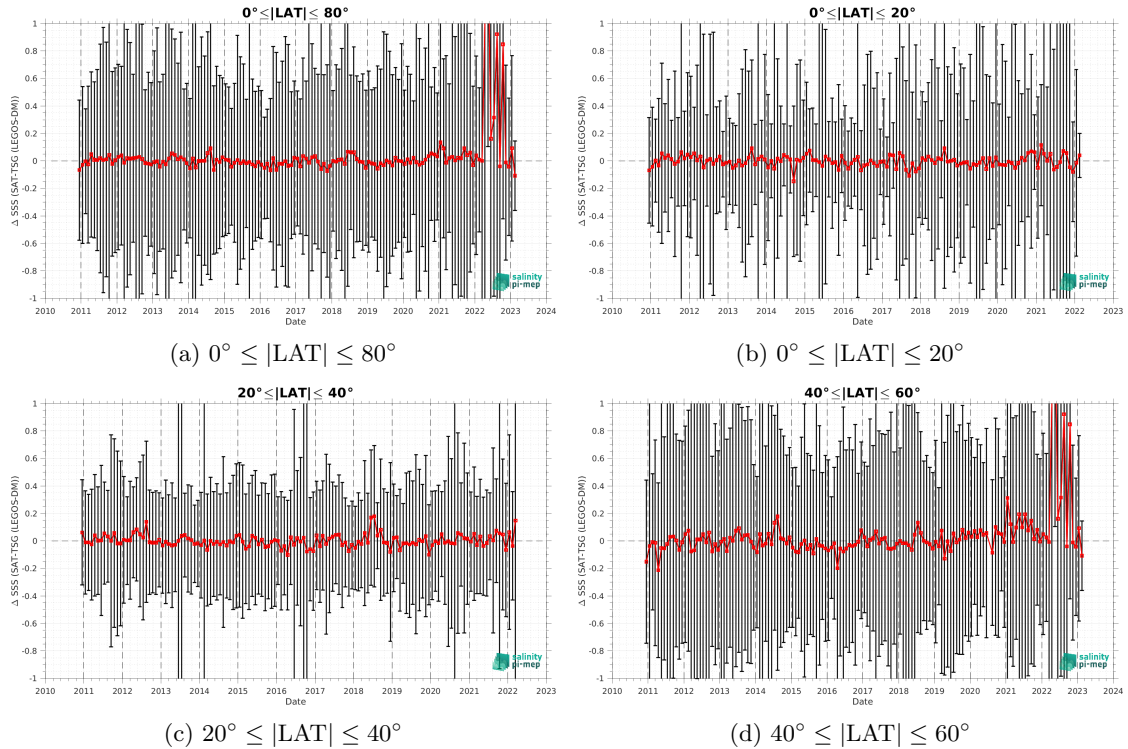 0°≤|LAT|≤ 80°
1
0.8
0.6
0.4
0.2
0
-0.2
-0.4
-0.6
-0.8
-1
Δ SSS (SAT-TSG (LEGOS-DM))
2010 2011 2012 2013 2014 2015 2016 2017 2018 2019 2020 2021 2022 2023 2024
Date
salinity
pi-mep
(a) 0° ≤ |LAT| ≤ 80°
0°≤|LAT|≤ 20°
1
0.8
0.6
0.4
0.2
0
-0.2
-0.4
-0.6
-0.8
-1
Δ SSS (SAT-TSG (LEGOS-DM))
2010 2011 2012 2013 2014 2015 2016 2017 2018 2019 2020 2021 2022 2023
Date
salinity
pi-mep
(b) 0° ≤ |LAT| ≤ 20°
20°≤|LAT|≤ 40°
1
0.8
0.6
0.4
0.2
0
-0.2
-0.4
-0.6
-0.8
-1
Δ SSS (SAT-TSG (LEGOS-DM))
2010 2011 2012 2013 2014 2015 2016 2017 2018 2019 2020 2021 2022 2023
Date
salinity
pi-mep
(c) 20° ≤ |LAT| ≤ 40°
40°≤|LAT|≤ 60°
1
0.8
0.6
0.4
0.2
0
-0.2
-0.4
-0.6
-0.8
-1
Δ SSS (SAT-TSG (LEGOS-DM))
2010 2011 2012 2013 2014 2015 2016 2017 2018 2019 2020 2021 2022 2023 2024
Date
salinity
pi-mep
(d) 40° ≤ |LAT| ≤ 60°